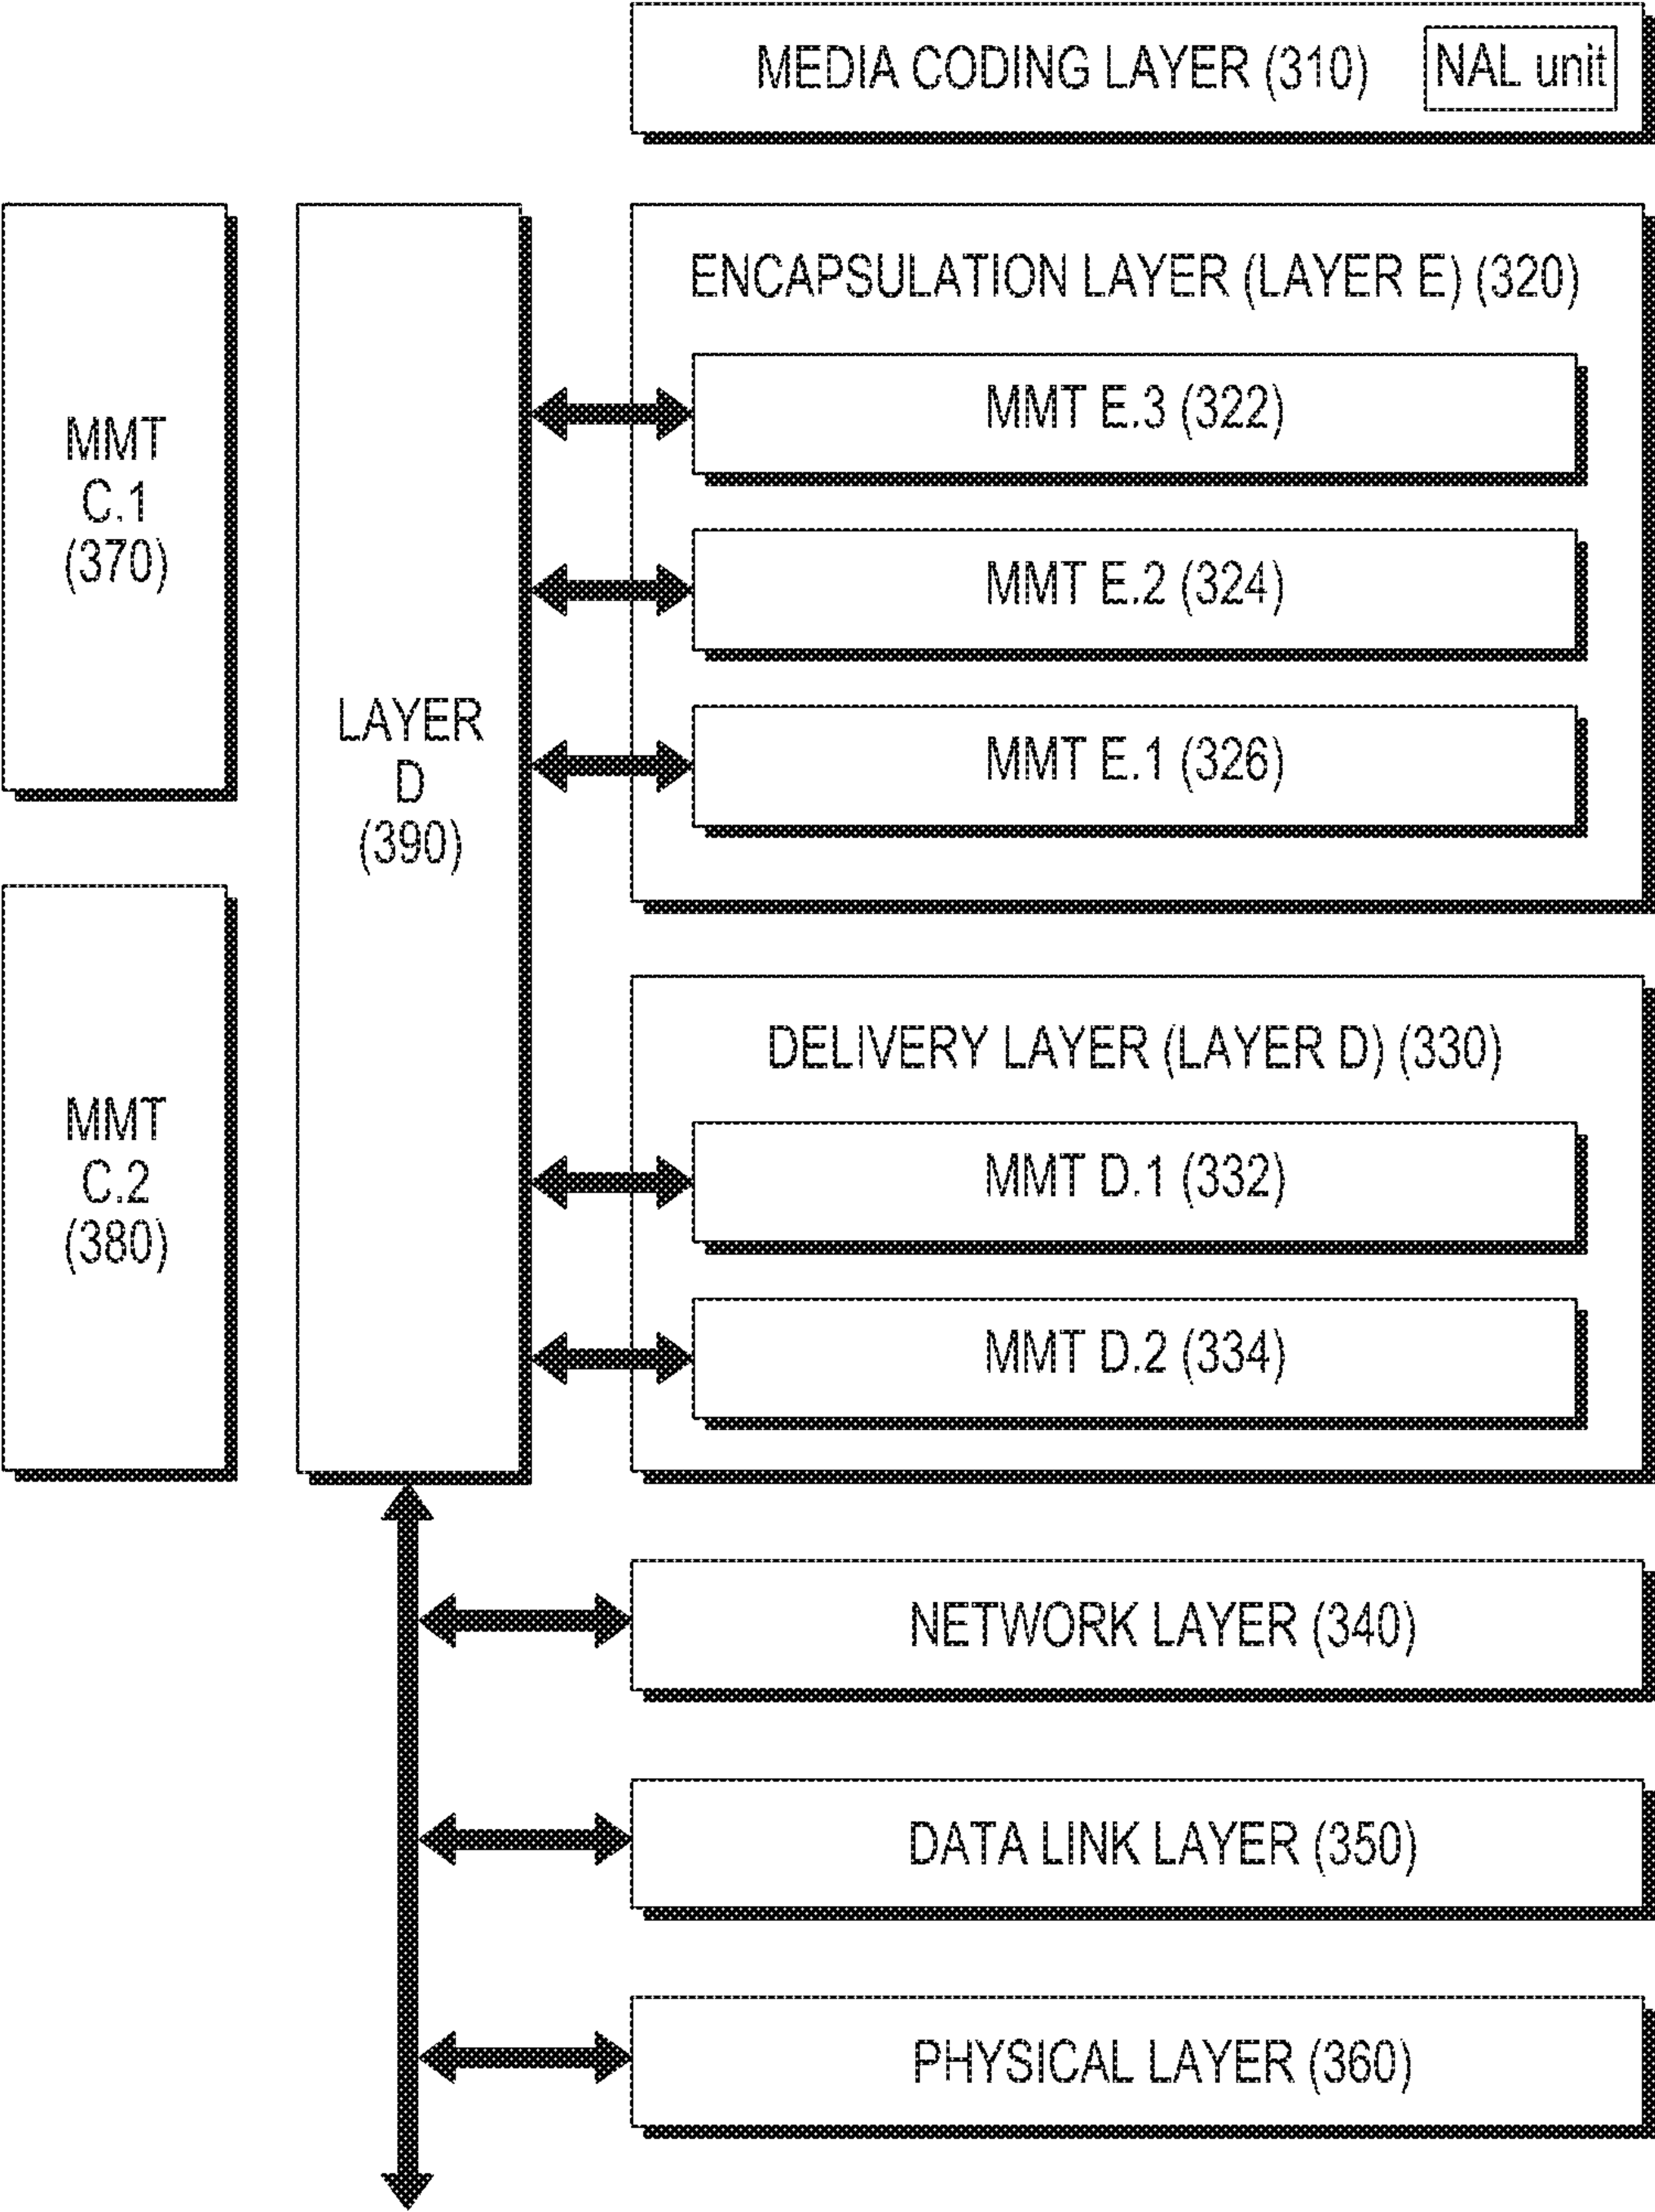 MEDIA CODING LAYER (310)
NAL unit
MMT
C.1
(370)
MMT
C.2
(380)
LAYER
D
(390)
ENCAPSULATION LAYER (LAYER E) (320)
MMT E.3 (322)
MMT E.2 (324)
MMT E.1 (326)
DELIVERY LAYER (LAYER D) (330)
MMT D.1 (332)
MMT D.2 (334)
NETWORK LAYER (340)
DATA LINK LAYER (350)
PHYSICAL LAYER (360)